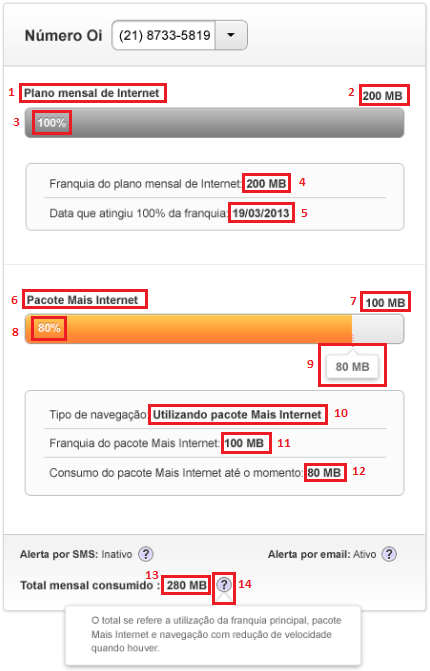 Número Oi (21) 8733-5819
1 Plano mensal de Internet 2 200 MB
3 100%
Franquia do plano mensal de Internet: 200 MB 4
Data que atingiu 100% da franquia: 19/03/2013 5
6 Pacote Mais Internet 7 100 MB
8 80%
9 80 MB
Tipo de navegação: Utilizando pacote Mais Internet 10
Franquia do pacote Mais Internet: 100 MB 11
Consumo do pacote Mais Internet até o momento: 80 MB 12
Alerta por SMS: Inativo ? Alerta por email: Ativo ?
13
Total mensal consumido : 280 MB ? 14
O total se refere a utilização da franquia principal, pacote
Mais Internet e navegação com redução de velocidade
quando houver.